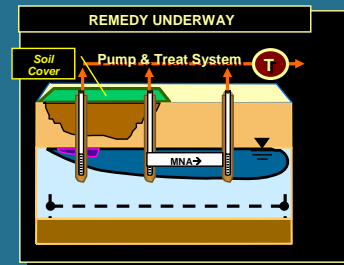 REMEDY UNDERWAY
Soil
Cover
Pump & Treat System
T
MNA→